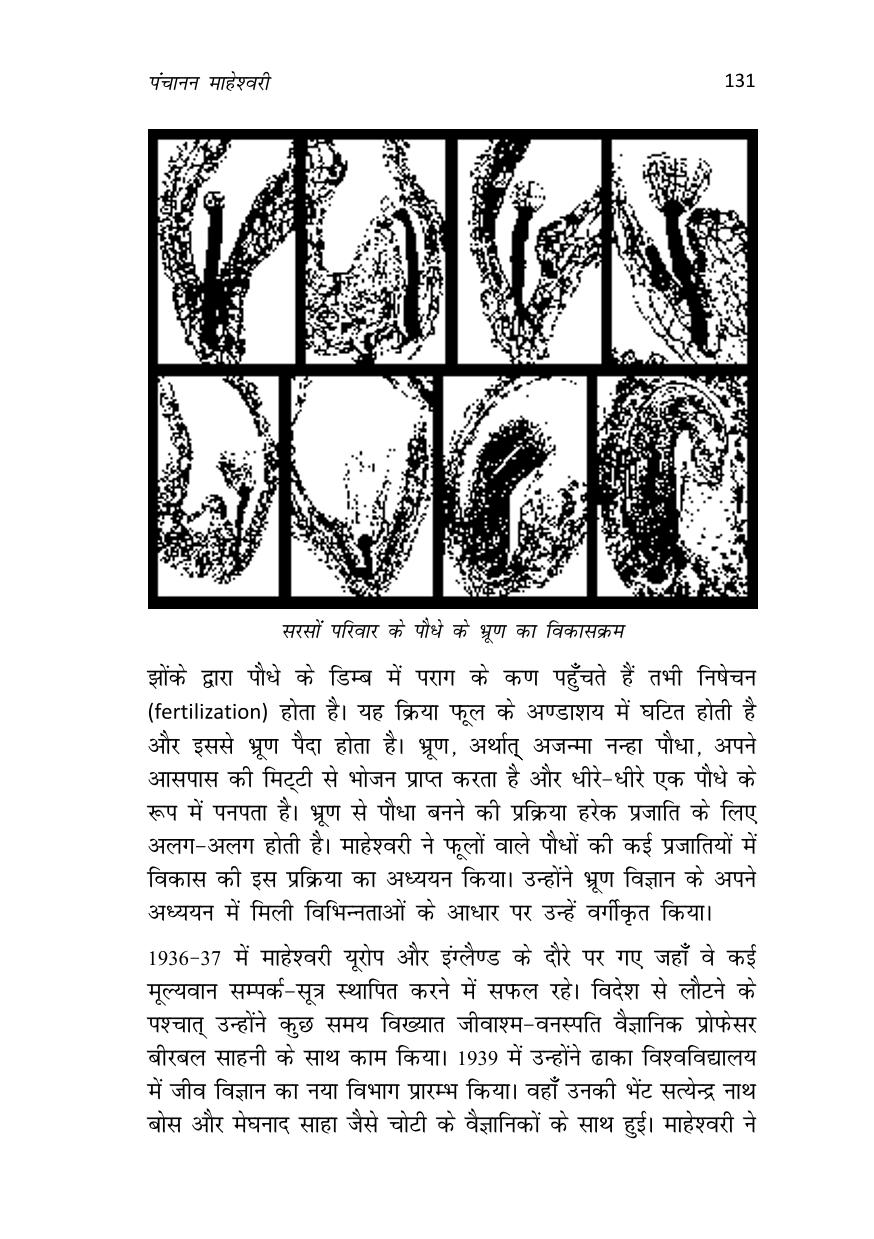 पंचानन माहेश्वरी 131
सरसों परिवार के पौधे के भ्रूण का विकासक्रम
झोंके द्वारा पौधे के डिम्ब में पराग के कण पहुँचते हैं तभी निषेचन
(fertilization) होता है। यह क्रिया फूल के अण्डाशय में घटित होती है
और इससे भ्रूण पैदा होता है। भ्रूण, अर्थात् अजन्मा नन्हा पौधा, अपने
आसपास की मिट्टी से भोजन प्राप्त करता है और धीरे-धीरे एक पौधे के
रूप में पनपता है। भ्रूण से पौधा बनने की प्रक्रिया हरेक प्रजाति के लिए
अलग-अलग होती है। माहेश्वरी ने फूलों वाले पौधों की कई प्रजातियों में
विकास की इस प्रक्रिया का अध्ययन किया। उन्होंने भ्रूण विज्ञान के अपने
अध्ययन में मिली विभिन्नताओं के आधार पर उन्हें वर्गीकृत किया।
1936-37 में माहेश्वरी यूरोप और इंग्लैण्ड के दौरे पर गए जहाँ वे कई
मूल्यवान सम्पर्क-सूत्र स्थापित करने में सफल रहे। विदेश से लौटने के
पश्चात् उन्होंने कुछ समय विख्यात जीवाश्म-वनस्पति वैज्ञानिक प्रोफेसर
बीरबल साहनी के साथ काम किया। 1939 में उन्होंने ढाका विश्वविद्यालय
में जीव विज्ञान का नया विभाग प्रारम्भ किया। वहाँ उनकी भेंट सत्येन्द्र नाथ
बोस और मेघनाद साहा जैसे चोटी के वैज्ञानिकों के साथ हुई। माहेश्वरी ने